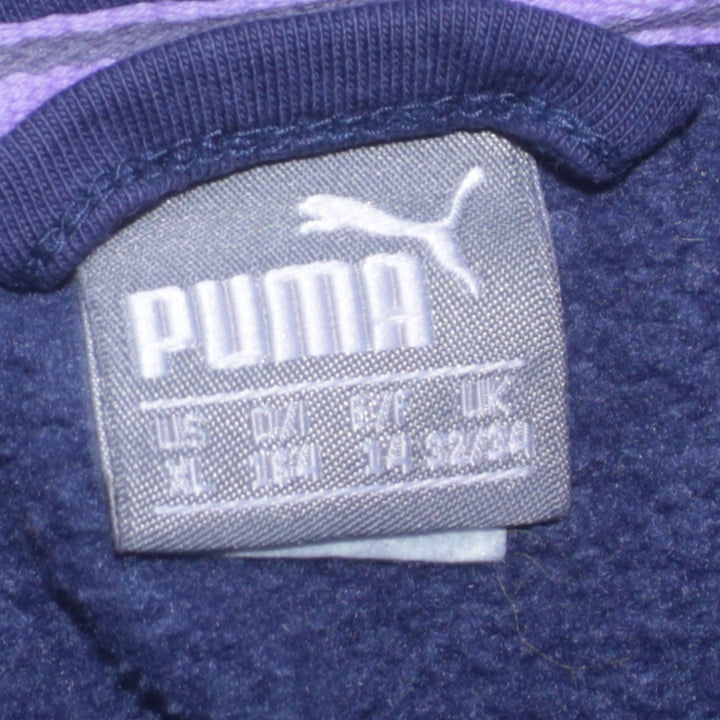 PUMA
US D/I E/F UK
XL 164 14 32/34